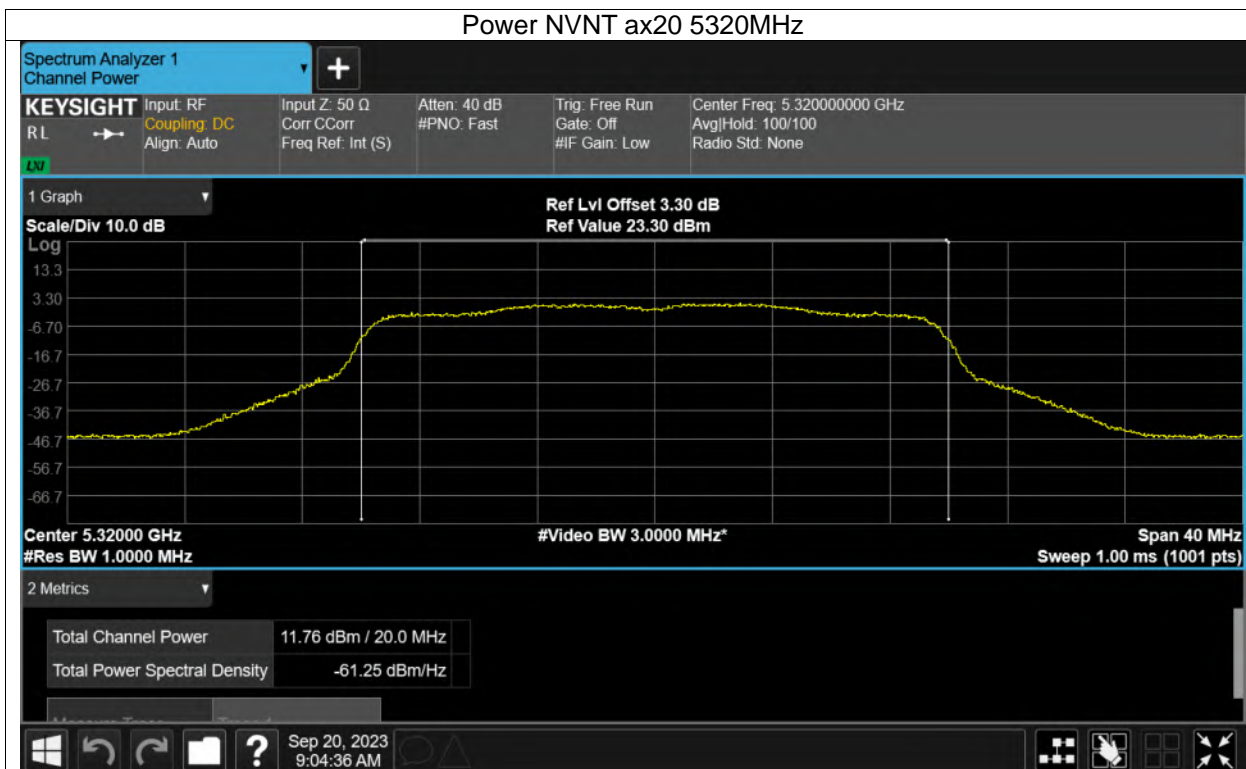 Power NVNT ax20 5320MHz
Spectrum Analyzer 1
Channel Power
KEYSIGHT
RL
LXI
Input: RF
Coupling: DC
Align: Auto
Input Z: 50 Ω
Corr CCorr
Freq Ref: Int (S)
Atten: 40 dB
#PNO: Fast
Trig: Free Run
Gate: Off
#IF Gain: Low
Center Freq: 5.320000000 GHz
Avg|Hold: 100/100
Radio Std: None
1 Graph
Scale/Div 10.0 dB
Ref Lvl Offset 3.30 dB
Ref Value 23.30 dBm
Log
13.3
3.30
-6.70
-16.7
-26.7
-36.7
-46.7
-56.7
-66.7
Center 5.32000 GHz
#Res BW 1.0000 MHz
#Video BW 3.0000 MHz*
Span 40 MHz
Sweep 1.00 ms (1001 pts)
2 Metrics
Total Channel Power 11.76 dBm / 20.0 MHz
Total Power Spectral Density -61.25 dBm/Hz
?
Sep 20, 2023
9:04:36 AM